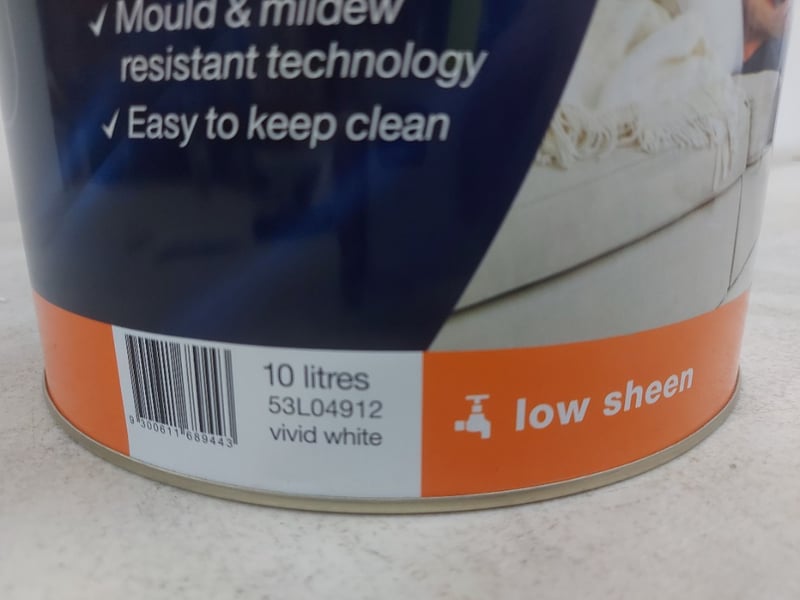 ✓ Mould & mildew
resistant technology
✓ Easy to keep clean
10 litres
53L04912
vivid white
9 300611 689443
low sheen